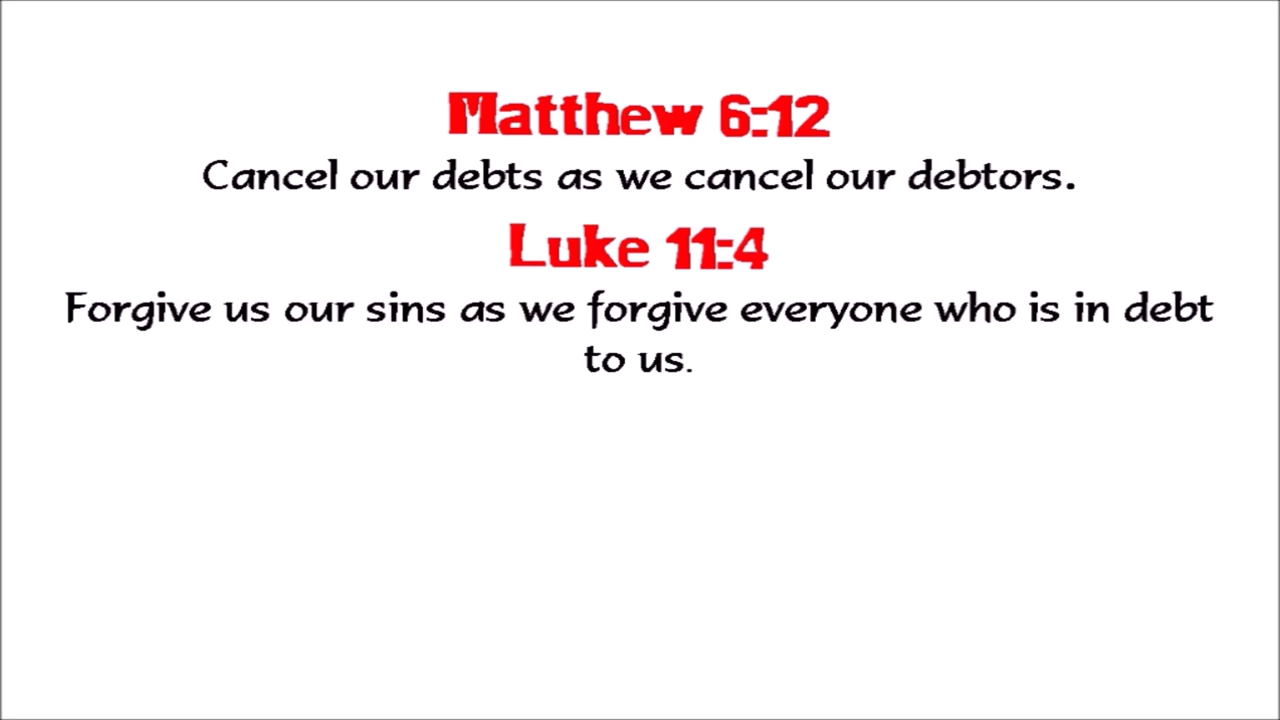 Matthew 6:12
Cancel our debts as we cancel our debtors.
Luke 11:4
Forgive us our sins as we forgive everyone who is in debt
to us.